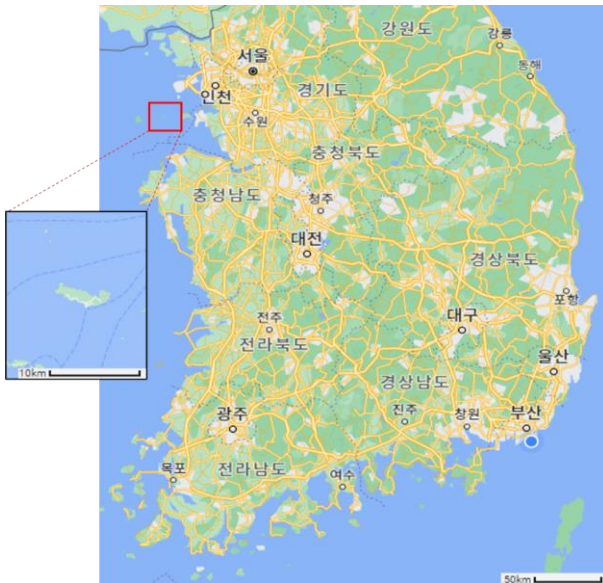 강원도
강릉
서울
동해
인천
경기도
수원
충청북도
충청남도
청주
대전
경상북도
포항
대구
전주
전라북도
울산
경상남도
광주
진주
창원
부산
목포
전라남도
여수
10km
50km